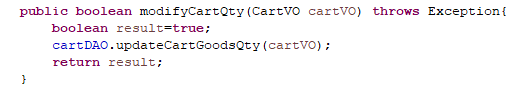 public boolean modifyCartQty(CartVO cartVO) throws Exception{
    boolean result=true;
    cartDAO.updateCartGoodsQty(cartVO);
    return result;
}